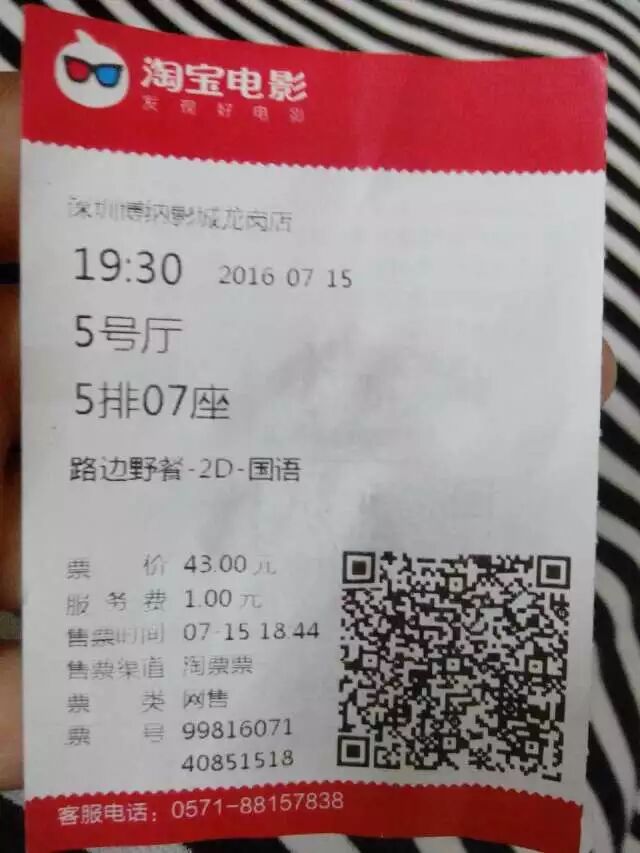 淘宝电影
发现好电影
深圳博纳影城龙岗店
19:30 2016 07 15
5号厅
5排07座
路边野餐-2D-国语
票 价 43.00 元
服 务 费 1.00 元
售票时间 07-15 18:44
售票渠道 淘票票
票 类 网售
票 号 99816071
40851518
客服电话：0571-88157838